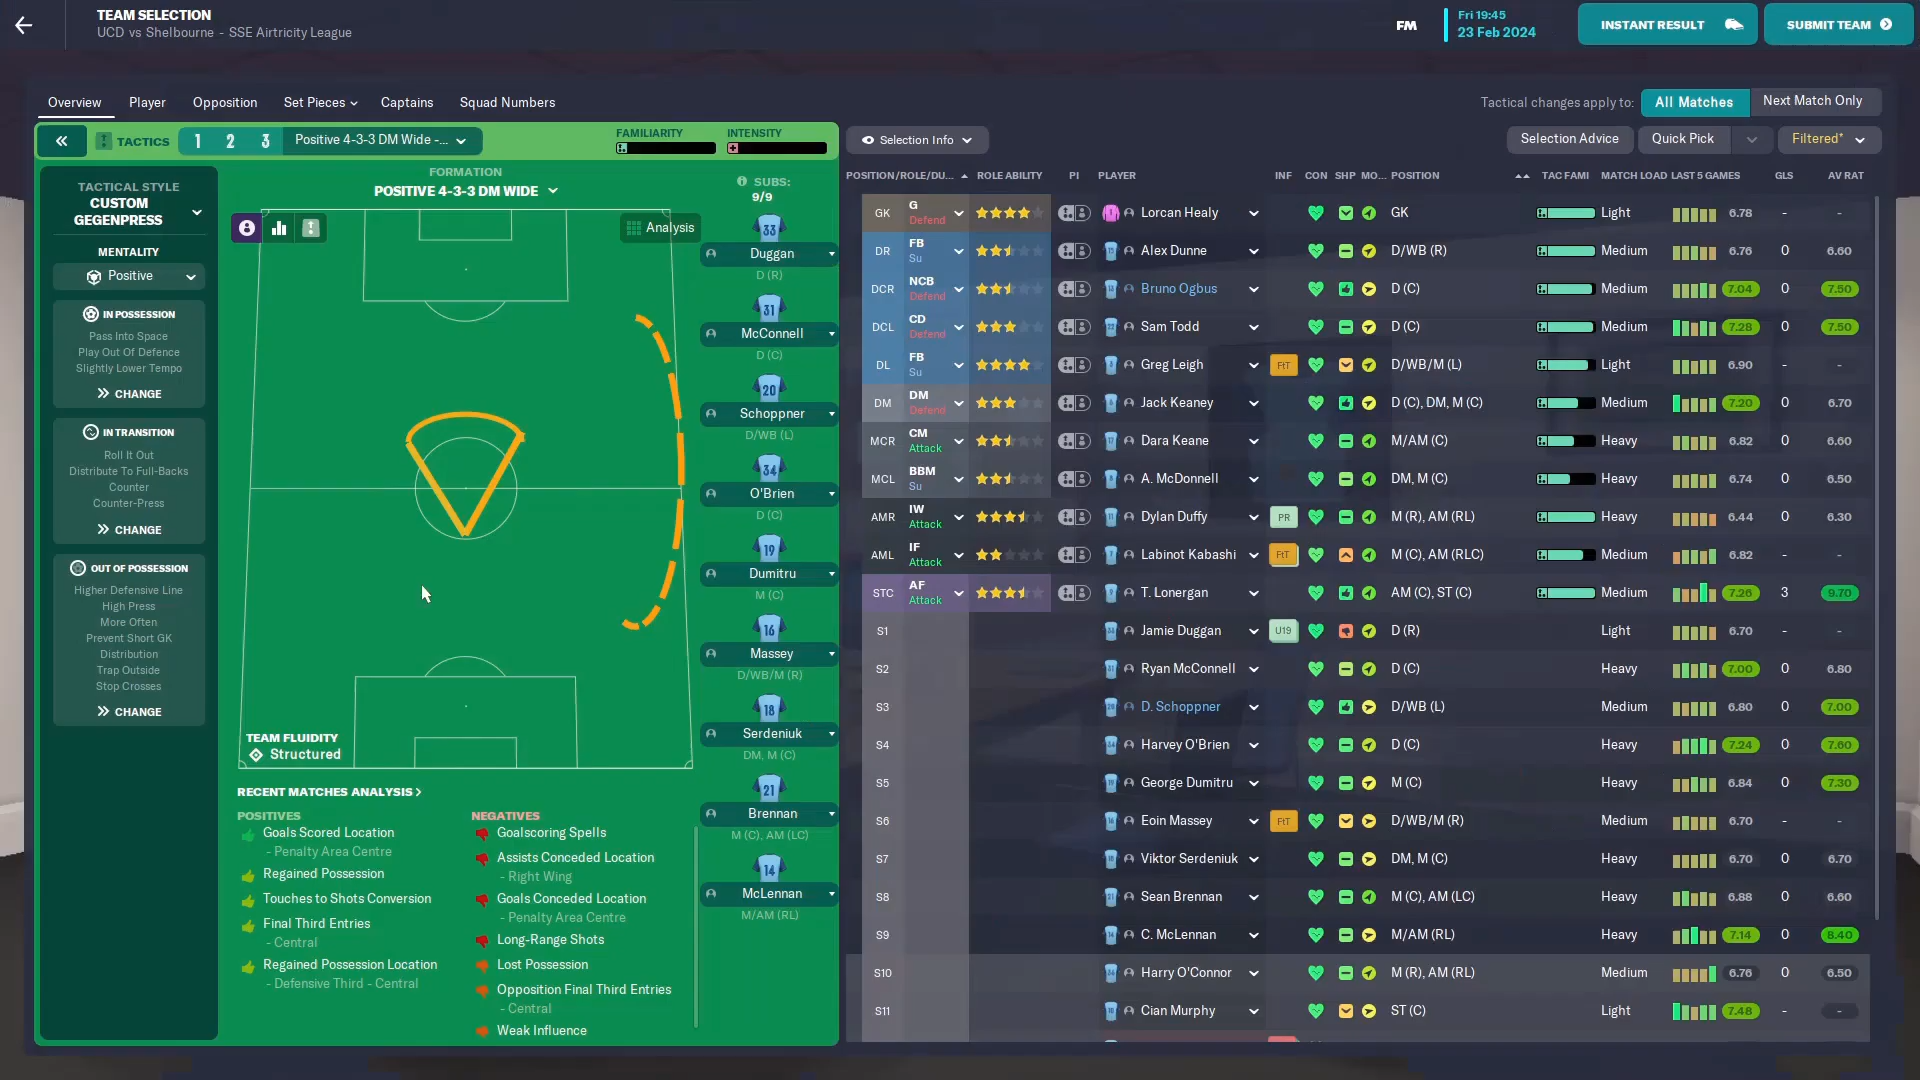 TEAM SELECTION
UCD vs Shelbourne - SSE Airtricity League
FM
Fri 19:45
23 Feb 2024
INSTANT RESULT
SUBMIT TEAM
Overview
Player
Opposition
Set Pieces
Captains
Squad Numbers
Tactical changes apply to:
All Matches
Next Match Only
TACTICS
1 2 3
Positive 4-3-3 DM Wide -...
FAMILIARITY
INTENSITY
Selection Info
Selection Advice
Quick Pick
Filtered*
TACTICAL STYLE
CUSTOM
GEGENPRESS
MENTALITY
Positive
IN POSSESSION
Pass Into Space
Play Out Of Defence
Slightly Lower Tempo
CHANGE
IN TRANSITION
Roll It Out
Distribute To Full-Backs
Counter
Counter-Press
CHANGE
OUT OF POSSESSION
Higher Defensive Line
High Press
More Often
Prevent Short GK
Distribution
Trap Outside
Stop Crosses
CHANGE
FORMATION
POSITIVE 4-3-3 DM WIDE
Analysis
TEAM FLUIDITY
Structured
RECENT MATCHES ANALYSIS
POSITIVES
Goals Scored Location
- Penalty Area Centre
Regained Possession
Touches to Shots Conversion
Final Third Entries
- Central
Regained Possession Location
- Defensive Third - Central
NEGATIVES
Goalscoring Spells
Assists Conceded Location
- Right Wing
Goals Conceded Location
- Penalty Area Centre
Long-Range Shots
Lost Possession
Opposition Final Third Entries
- Central
Weak Influence
SUBS:
9/9
33
Duggan
D (R)
31
McConnell
D (C)
20
Schoppner
D/WB (L)
34
O'Brien
D (C)
19
Dumitru
M (C)
16
Massey
D/WB/M (R)
18
Serdeniuk
DM, M (C)
21
Brennan
M (C), AM (LC)
14
McLennan
M/AM (RL)
POSITION/ROLE/DU... ROLE ABILITY PI PLAYER INF CON SHP MO... POSITION TAC FAMI MATCH LOAD LAST 5 GAMES GLS AV RAT
GK G Defend Lorcan Healy GK Light 6.78 - -
DR FB Su Alex Dunne D/WB (R) Medium 6.76 0 6.60
DCR NCB Defend Bruno Ogbus D (C) Medium 7.04 0 7.50
DCL CD Defend Sam Todd D (C) Medium 7.28 0 7.50
DL FB Su Greg Leigh FtT D/WB/M (L) Light 6.90 - -
DM DM Defend Jack Keaney D (C), DM, M (C) Medium 7.20 0 6.70
MCR CM Attack Dara Keane M/AM (C) Heavy 6.82 0 6.60
MCL BBM Su A. McDonnell DM, M (C) Heavy 6.74 0 6.50
AMR IW Attack Dylan Duffy PR M (R), AM (RL) Heavy 6.44 0 6.30
AML IF Attack Labinot Kabashi FtT M (C), AM (RLC) Medium 6.82 - -
STC AF Attack T. Lonergan AM (C), ST (C) Medium 7.26 3 9.70
S1 Jamie Duggan U19 D (R) Light 6.70 - -
S2 Ryan McConnell D (C) Heavy 7.00 0 6.80
S3 D. Schoppner D/WB (L) Medium 6.80 0 7.00
S4 Harvey O'Brien D (C) Heavy 7.24 0 7.60
S5 George Dumitru M (C) Heavy 6.84 0 7.30
S6 Eoin Massey FtT D/WB/M (R) Medium 6.70 - -
S7 Viktor Serdeniuk DM, M (C) Heavy 6.70 0 6.70
S8 Sean Brennan M (C), AM (LC) Heavy 6.88 0 6.60
S9 C. McLennan M/AM (RL) Heavy 7.14 0 8.40
S10 Harry O'Connor M (R), AM (RL) Medium 6.76 0 6.50
S11 Cian Murphy ST (C) Light 7.48 - -